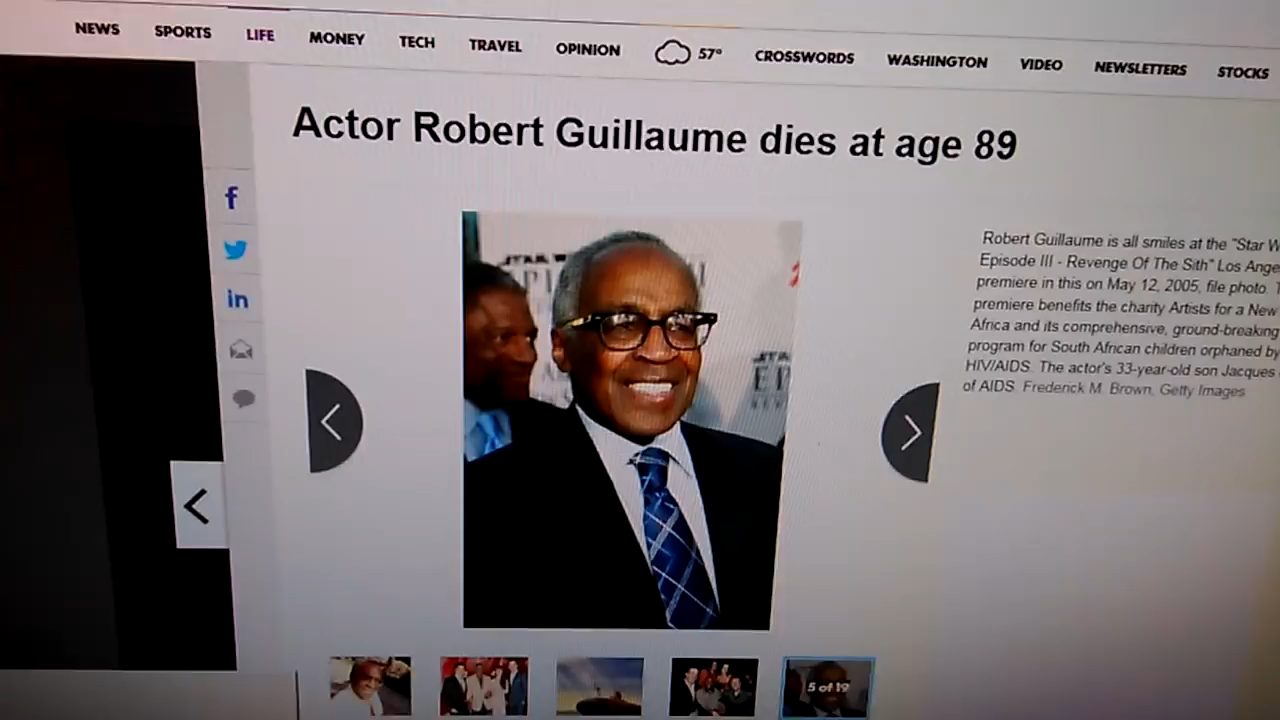 NEWS SPORTS LIFE MONEY TECH TRAVEL OPINION 57° CROSSWORDS WASHINGTON VIDEO NEWSLETTERS STOCKS
Actor Robert Guillaume dies at age 89
f
in
STAR W
EP
Robert Guillaume is all smiles at the "Star W
Episode III - Revenge Of The Sith" Los Ange
premiere in this on May 12, 2005, file photo. T
premiere benefits the charity Artists for a New
Africa and its comprehensive, ground-breaking
program for South African children orphaned by
HIV/AIDS. The actor's 33-year-old son Jacques
of AIDS. Frederick M. Brown, Getty Images
5 of 19